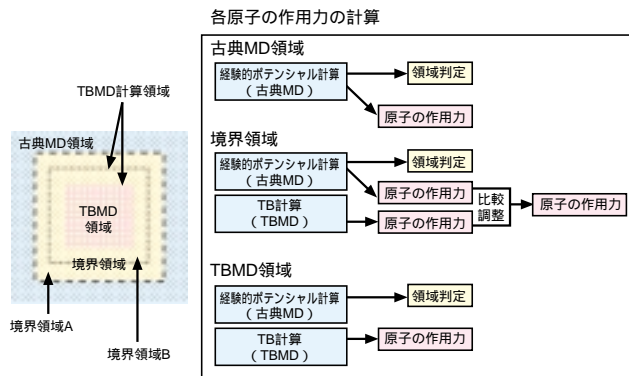 各原子の作用力の計算
TBMD計算領域
古典MD領域
TBMD
領域
境界領域
境界領域A
境界領域B
古典MD領域
経験的ポテンシャル計算
（古典MD）
領域判定
原子の作用力
境界領域
経験的ポテンシャル計算
（古典MD）
領域判定
原子の作用力
TB計算
（TBMD）
原子の作用力
比較
調整
原子の作用力
TBMD領域
経験的ポテンシャル計算
（古典MD）
領域判定
TB計算
（TBMD）
原子の作用力